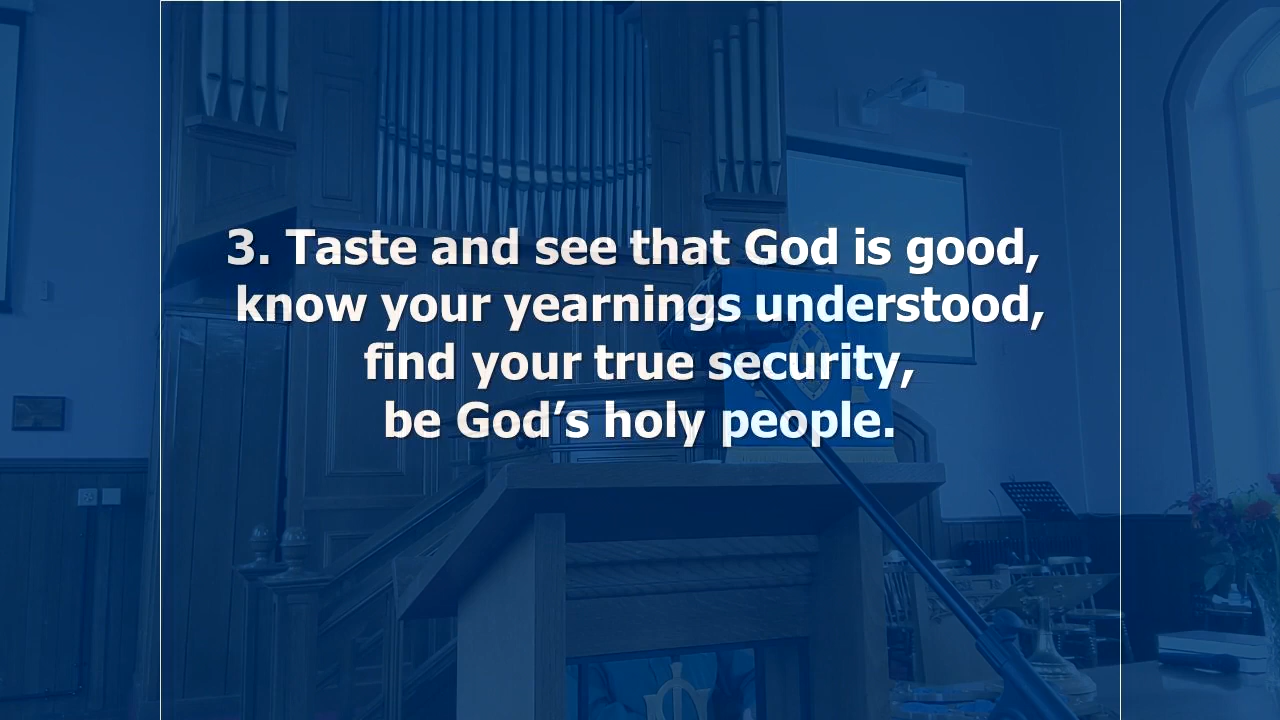 3. Taste and see that God is good,
know your yearnings understood,
find your true security,
be God’s holy people.